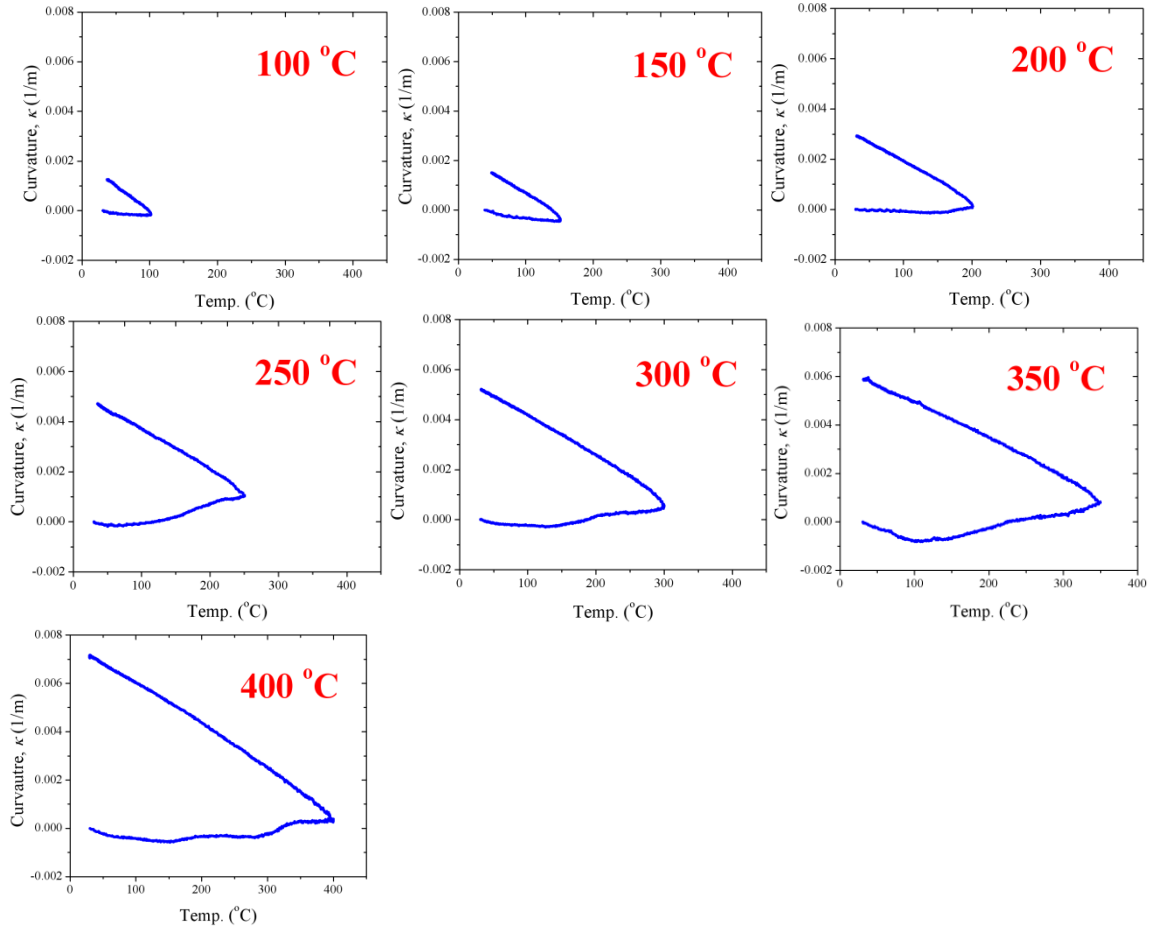 0.008
0.006
0.004
0.002
0.000
-0.002
Curvature, κ (1/m)
100 °C
0 100 200 300 400
Temp. (°C)
0.008
0.006
0.004
0.002
0.000
-0.002
Curvature, κ (1/m)
150 °C
0 100 200 300 400
Temp. (°C)
0.008
0.006
0.004
0.002
0.000
-0.002
Curvature, κ (1/m)
200 °C
0 100 200 300 400
Temp. (°C)
0.008
0.006
0.004
0.002
0.000
-0.002
Curvature, κ (1/m)
250 °C
0 100 200 300 400
Temp. (°C)
0.008
0.006
0.004
0.002
0.000
-0.002
Curvature, κ (1/m)
300 °C
0 100 200 300 400
Temp. (°C)
0.008
0.006
0.004
0.002
0.000
-0.002
Curvature, κ (1/m)
350 °C
0 100 200 300 400
Temp. (°C)
0.008
0.006
0.004
0.002
0.000
-0.002
Curvautre, κ (1/m)
400 °C
0 100 200 300 400
Temp. (°C)